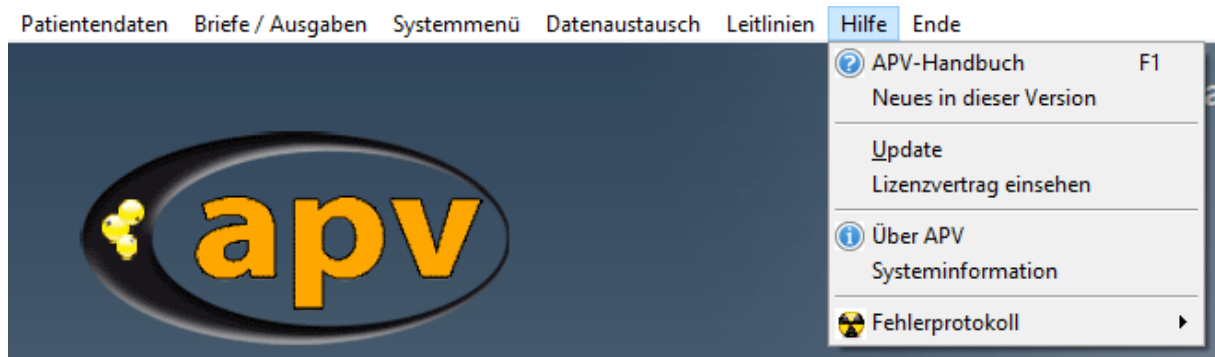 Patientendaten Briefe / Ausgaben Systemmenü Datenaustausch Leitlinien Hilfe Ende
APV-Handbuch F1
Neues in dieser Version
Update
Lizenzvertrag einsehen
Über APV
Systeminformation
Fehlerprotokoll
apv